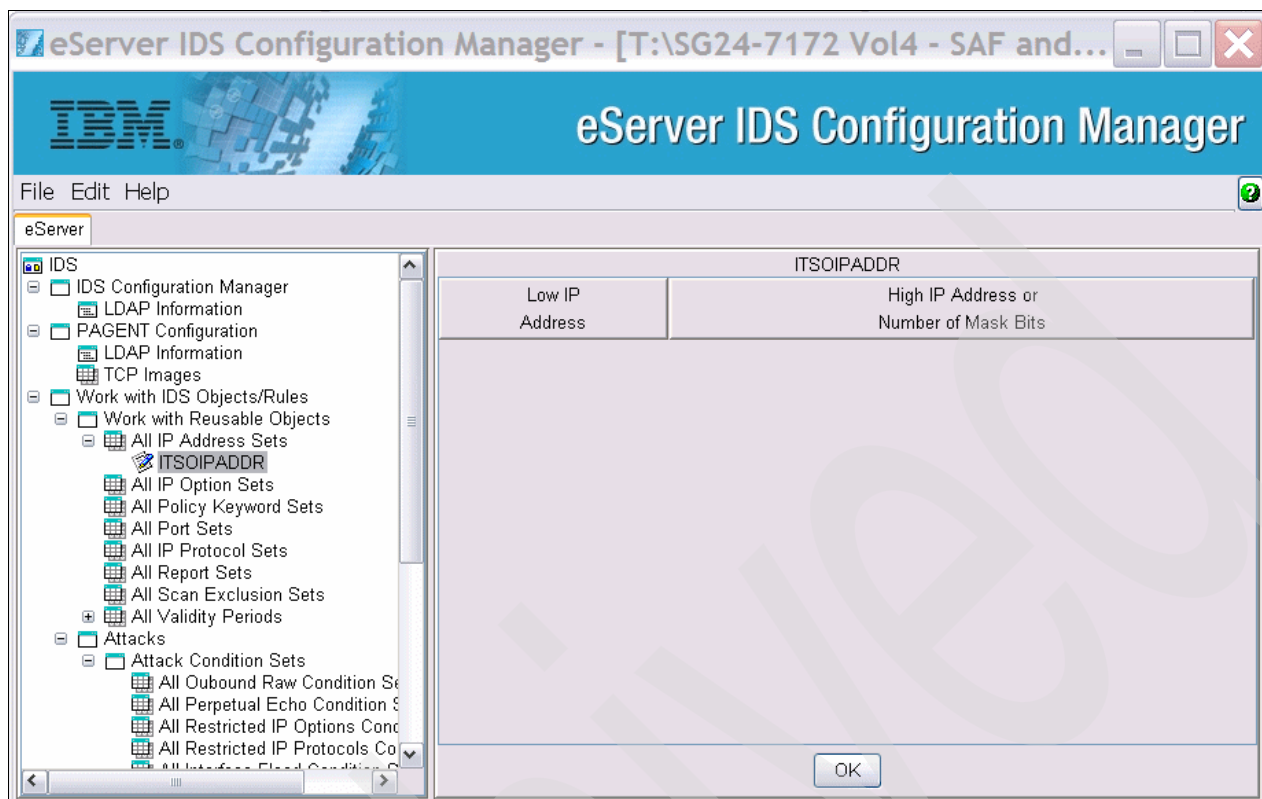 eServer IDS Configuration Manager - [T:\SG24-7172 Vol4 - SAF and...
IBM
eServer IDS Configuration Manager
File Edit Help
eServer
IDS
IDS Configuration Manager
LDAP Information
PAGENT Configuration
LDAP Information
TCP Images
Work with IDS Objects/Rules
Work with Reusable Objects
All IP Address Sets
ITSOIPADDR
All IP Option Sets
All Policy Keyword Sets
All Port Sets
All IP Protocol Sets
All Report Sets
All Scan Exclusion Sets
All Validity Periods
Attacks
Attack Condition Sets
All Oubound Raw Condition Se
All Perpetual Echo Condition S
All Restricted IP Options Conc
All Restricted IP Protocols Co
All Interface Flood Condition S
ITSOIPADDR
Low IP
Address
High IP Address or
Number of Mask Bits
OK